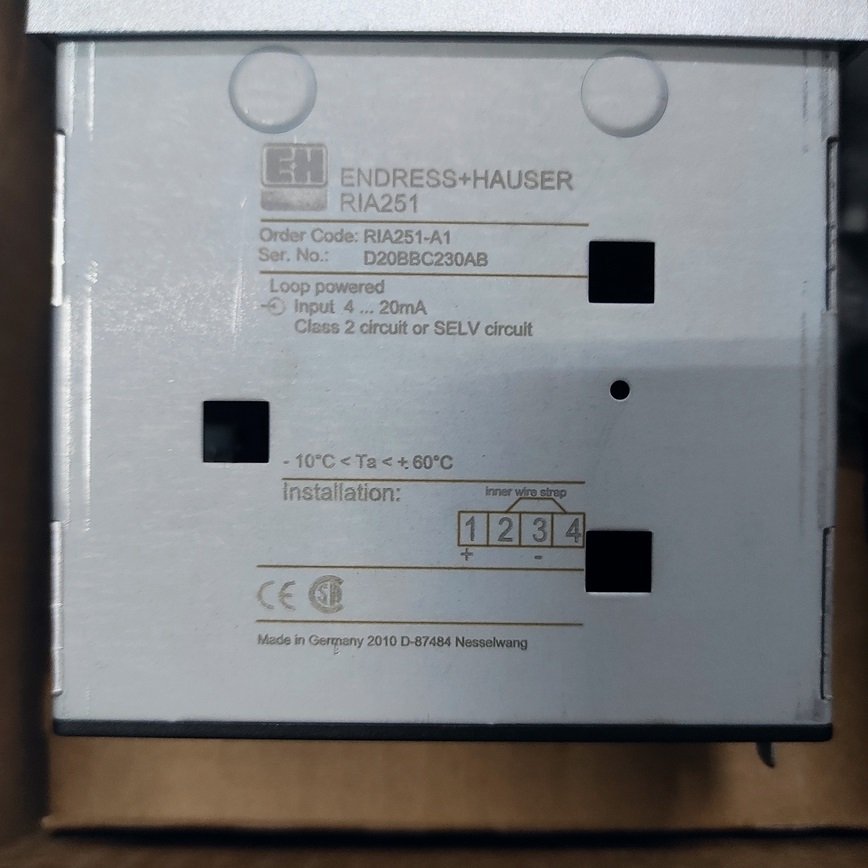 E+H
ENDRESS+HAUSER
RIA251
Order Code: RIA251-A1
Ser. No.: D20BBC230AB
Loop powered
Input 4 ... 20mA
Class 2 circuit or SELV circuit
- 10°C < Ta < + 60°C
Installation:
inner wire strap
1 2 3 4
+ -
CE SA
Made in Germany 2010 D-87484 Nesselwang